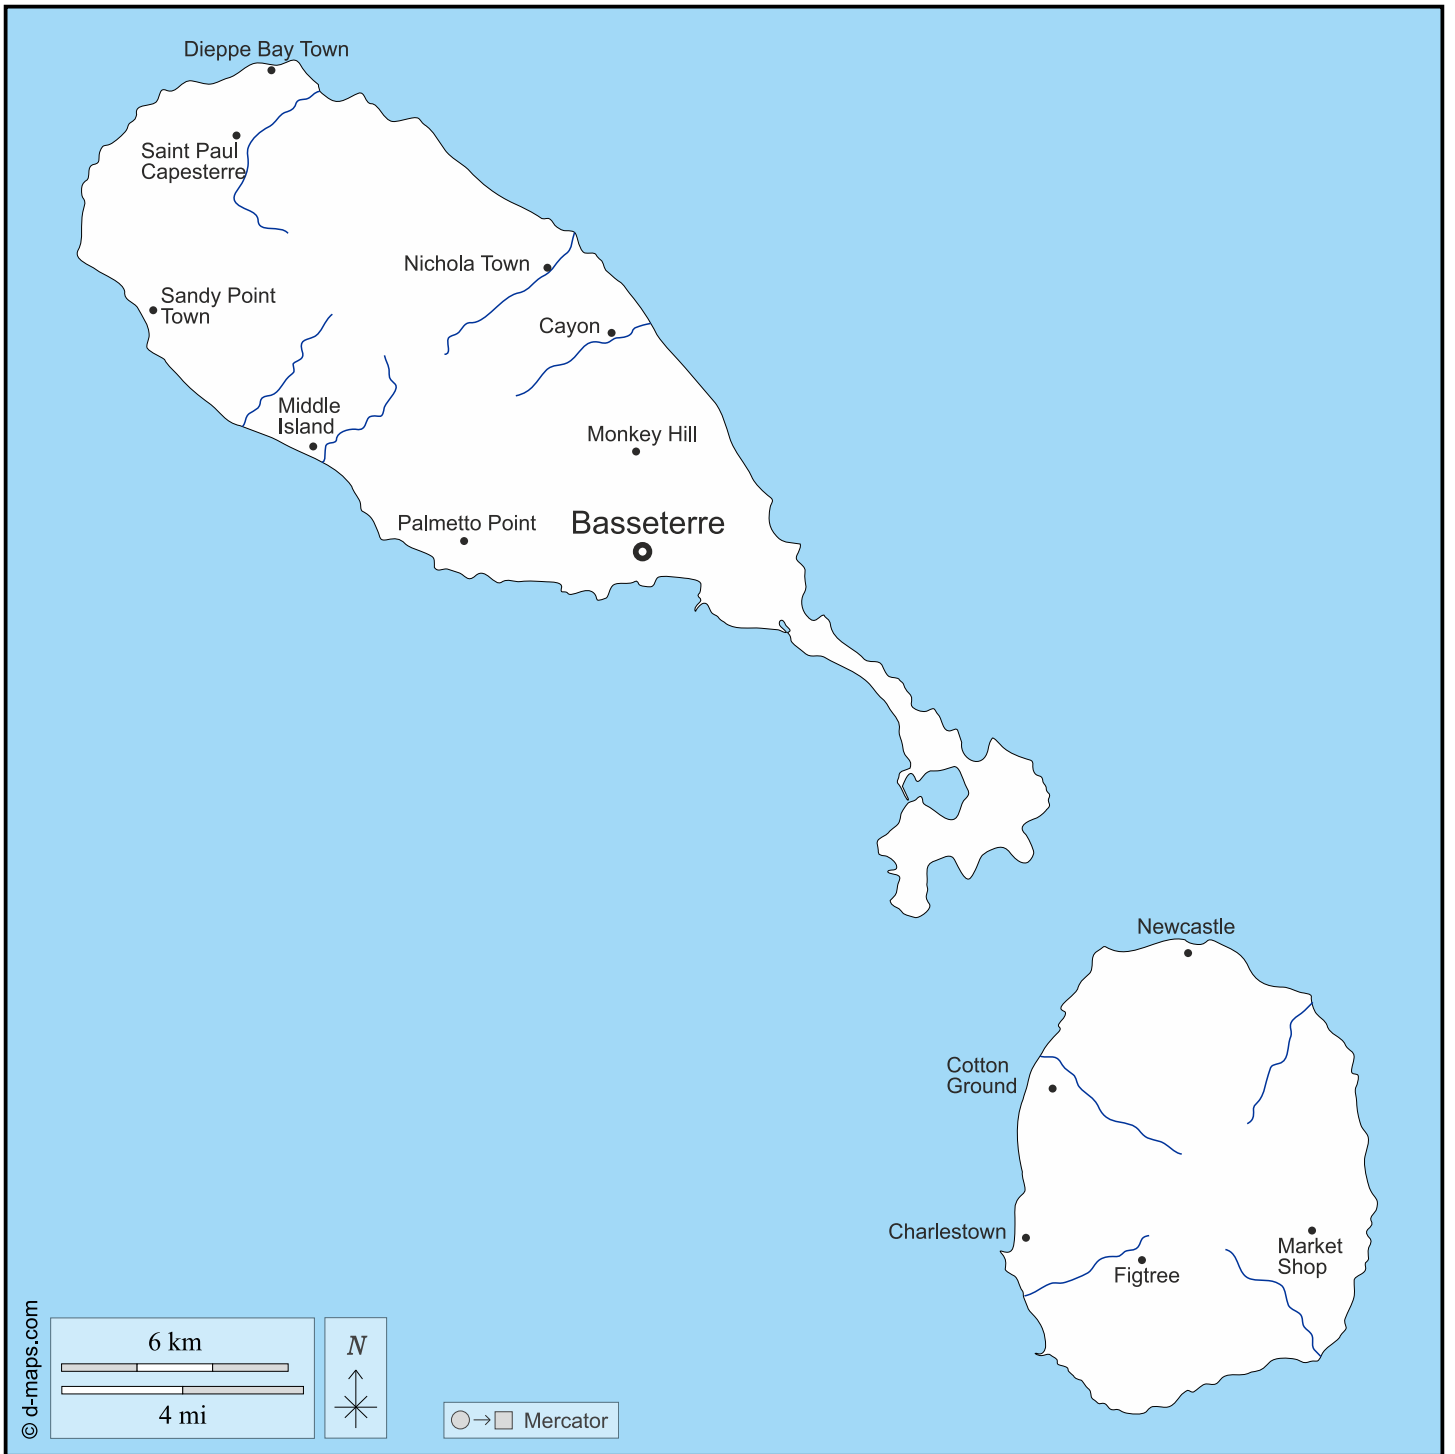 Dieppe Bay Town
Saint Paul
Capesterre
Nichola Town
Sandy Point
Town
Cayon
Middle
Island
Monkey Hill
Palmetto Point
Basseterre
Newcastle
Cotton
Ground
Charlestown
Market
Shop
Figtree
© d-maps.com
6 km
4 mi
N
Mercator